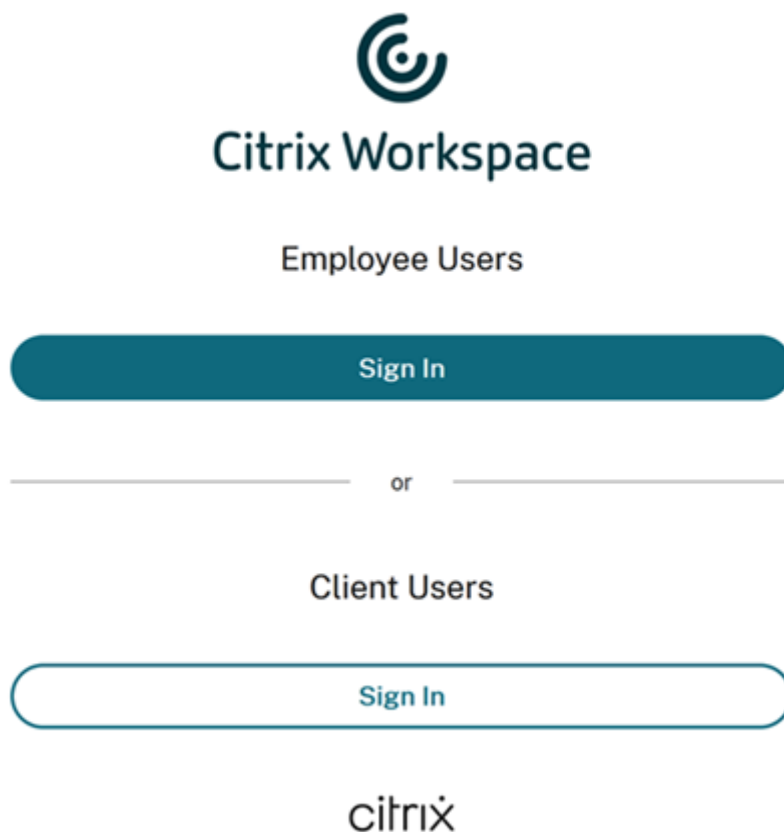 Citrix Workspace
Employee Users
Sign In
or
Client Users
Sign In
citrix